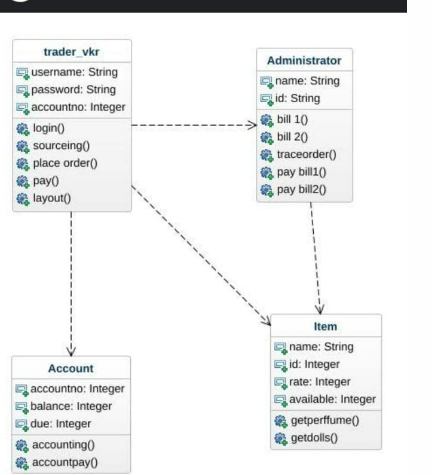 trader_vkr
username: String
password: String
accountno: Integer
login()
sourceing()
place order()
pay()
layout()
Administrator
name: String
id: String
bill 1()
bill 2()
traceorder()
pay bill1()
pay bill2()
Account
accountno: Integer
balance: Integer
due: Integer
accounting()
accountpay()
Item
name: String
id: Integer
rate: Integer
available: Integer
getperffume()
getdolls()